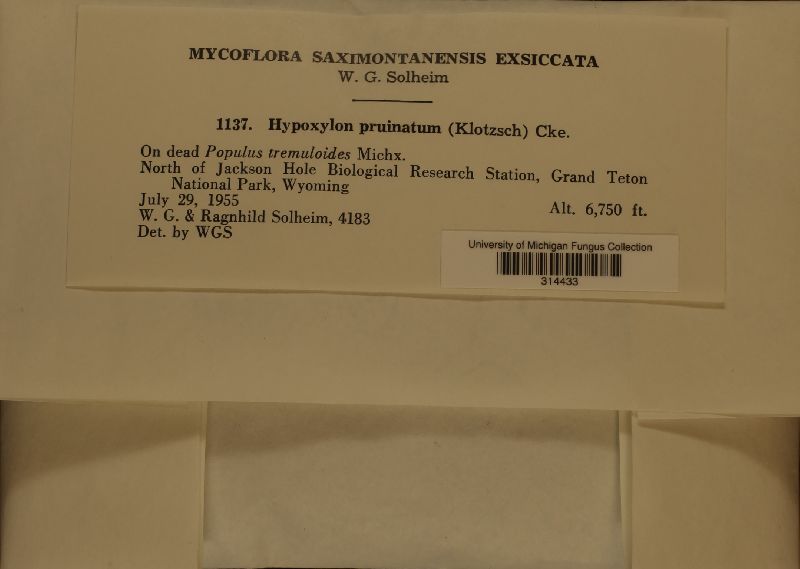 MYCOFLORA SAXIMONTANENSIS EXSICCATA
W. G. Solheim
1137. Hypoxylon pruinatum (Klotzsch) Cke.
On dead Populus tremuloides Michx.
North of Jackson Hole Biological Research Station, Grand Teton
National Park, Wyoming
July 29, 1955 Alt. 6,750 ft.
W. G. & Ragnhild Solheim, 4183
Det. by WGS
University of Michigan Fungus Collection
314433